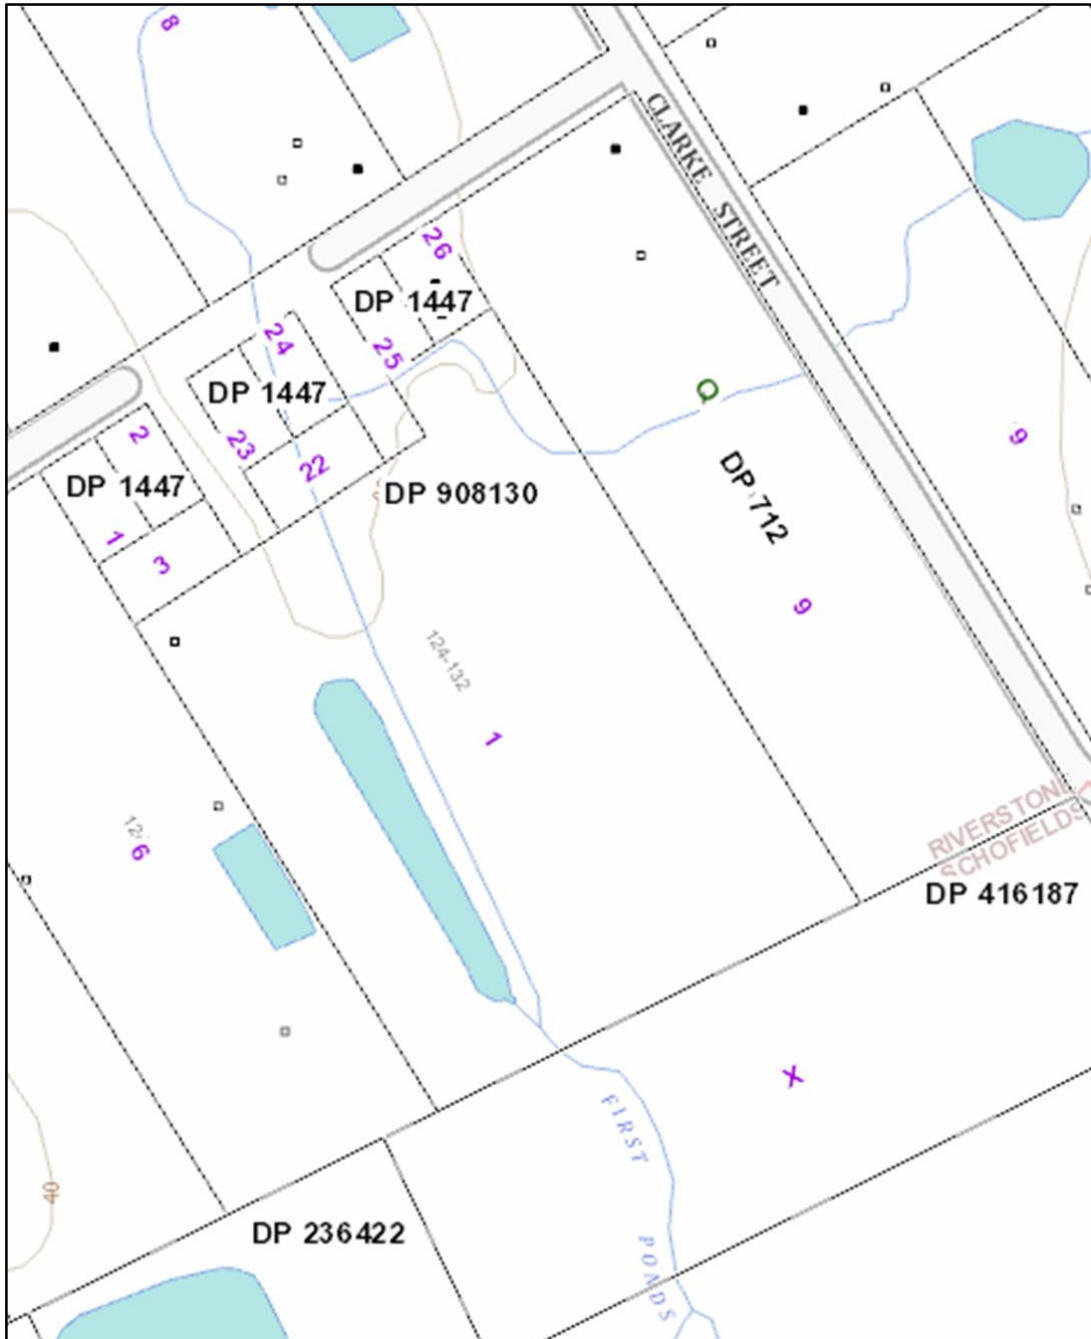 8
CLARKE STREET
26
DP 1447
25
24
DP 1447
23
22
2
DP 1447
1
3
DP 908130
Q
9
DP 712
9
124-132
1
6
RIVERSTONE
SCHOFIELDS
DP 416187
X
FIRST
PONDS
40
DP 236422